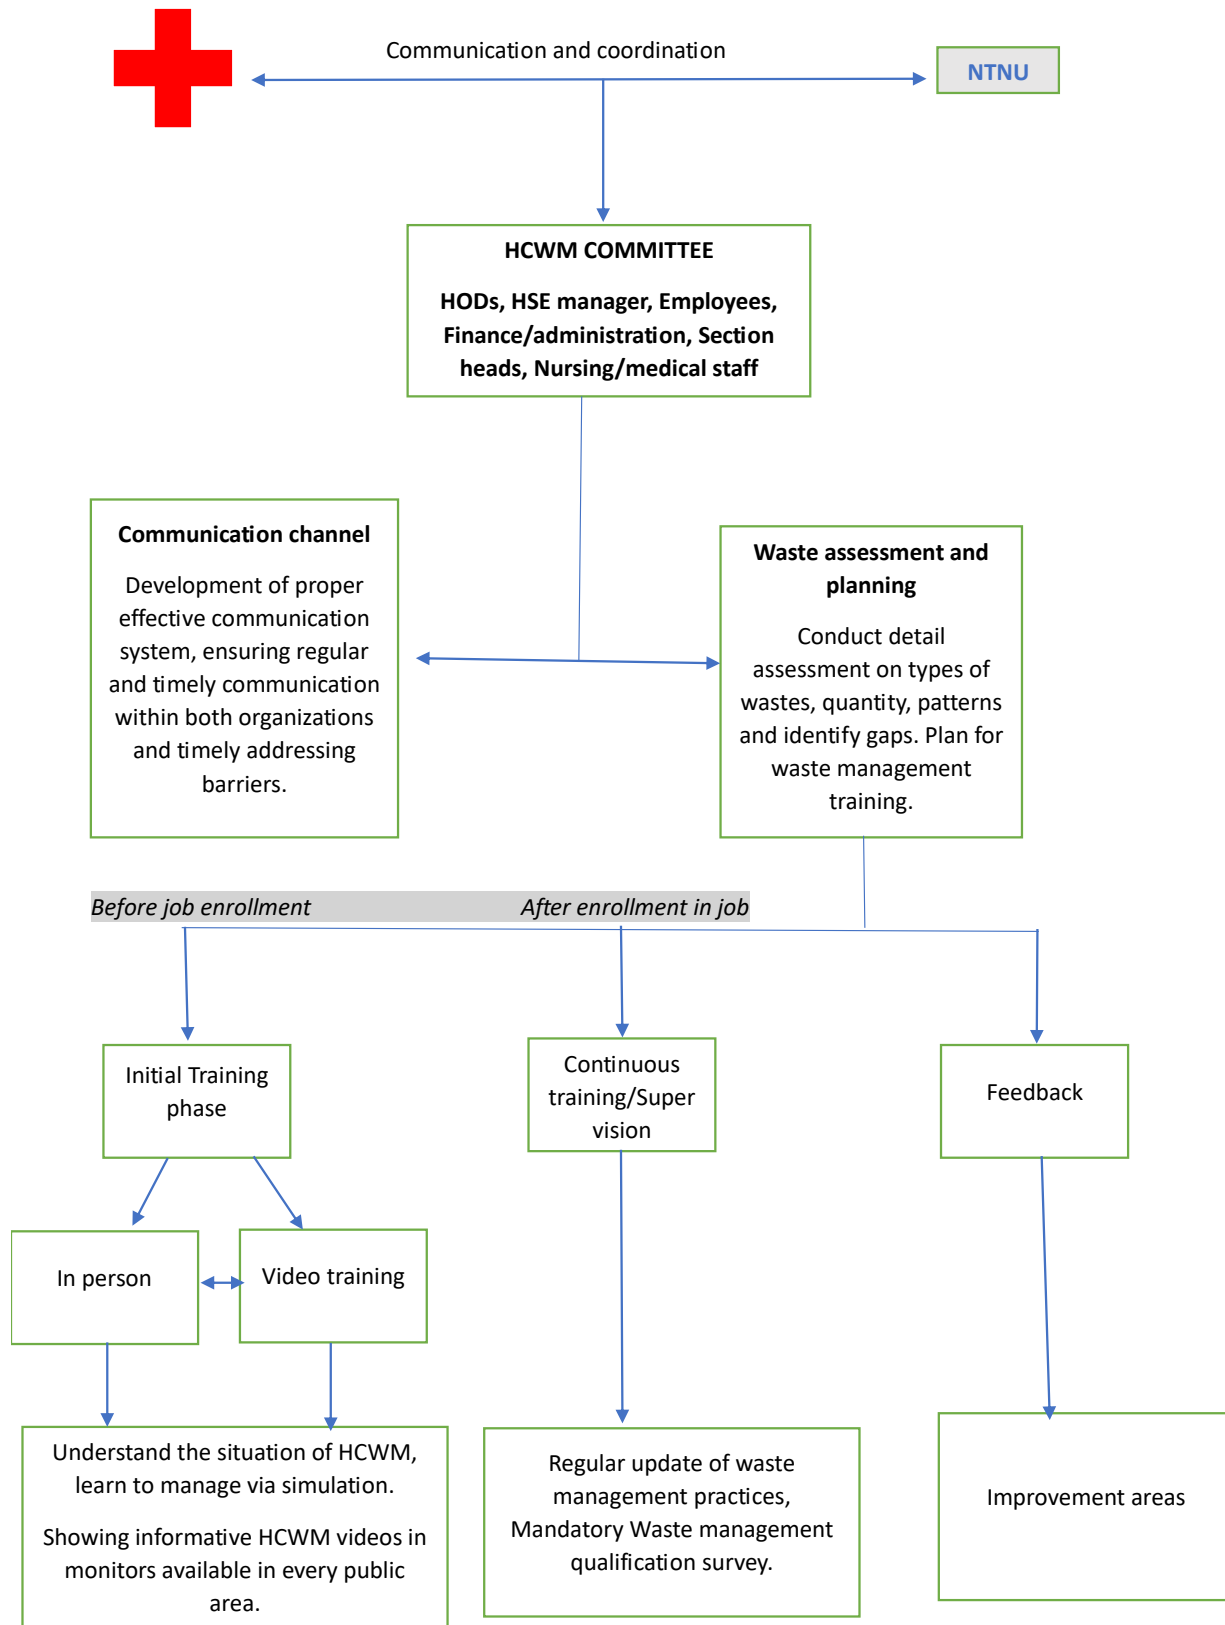 Communication and coordination
NTNU
HCWM COMMITTEE
HODs, HSE manager, Employees,
Finance/administration, Section
heads, Nursing/medical staff
Communication channel
Development of proper
effective communication
system, ensuring regular
and timely communication
within both organizations
and timely addressing
barriers.
Waste assessment and
planning
Conduct detail
assessment on types of
wastes, quantity, patterns
and identify gaps. Plan for
waste management
training.
Before job enrollment
After enrollment in job
Initial Training
phase
Continuous
training/Super
vision
Feedback
In person
Video training
Understand the situation of HCWM,
learn to manage via simulation.
Showing informative HCWM videos in
monitors available in every public
area.
Regular update of waste
management practices,
Mandatory Waste management
qualification survey.
Improvement areas